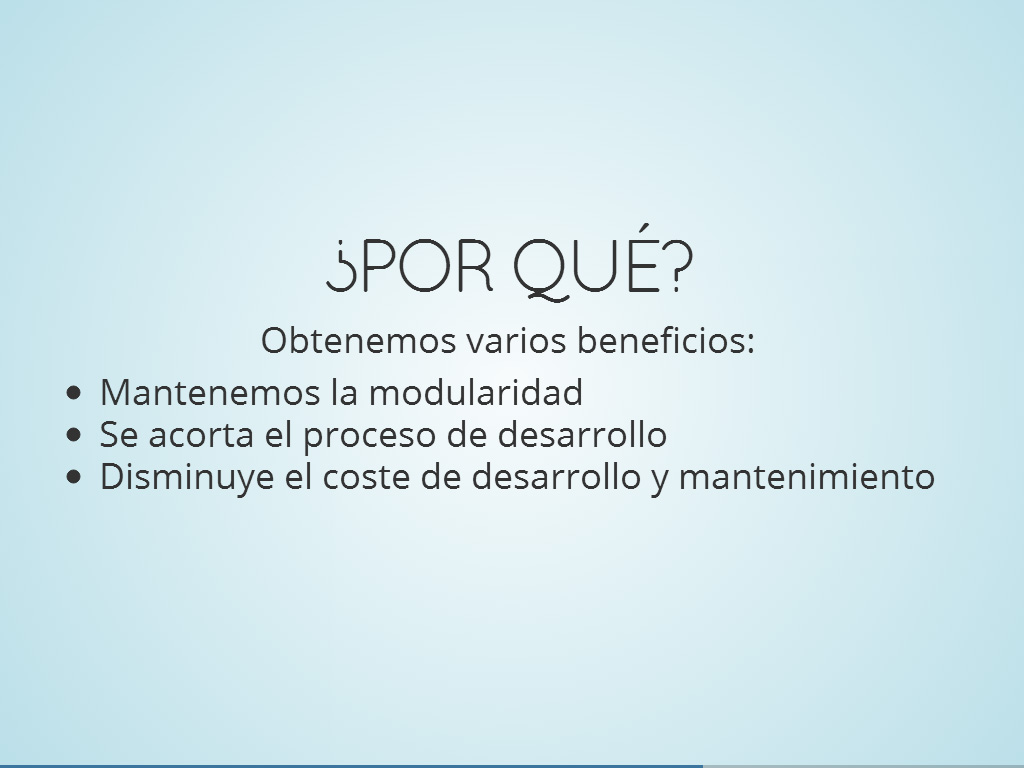 ¿POR QUÉ?
Obtenemos varios beneficios:
• Mantenemos la modularidad
• Se acorta el proceso de desarrollo
• Disminuye el coste de desarrollo y mantenimiento